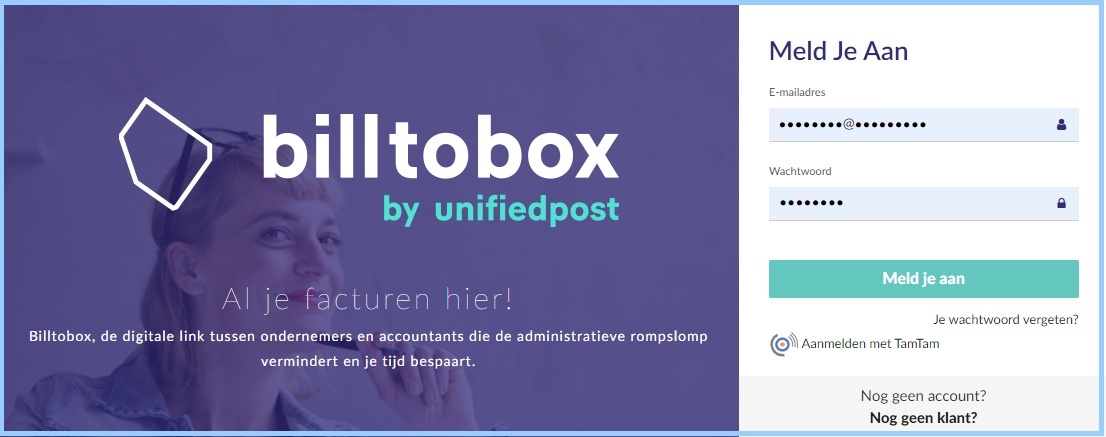 billtobox
by unifiedpost
Al je facturen hier!
Billtobox, de digitale link tussen ondernemers en accountants die de administratieve rompslomp
vermindert en je tijd bespaart.
Meld Je Aan
E-mailadres
••••••••@•••••••••
Wachtwoord
••••••••
Meld je aan
Je wachtwoord vergeten?
Aanmelden met TamTam
Nog geen account?
Nog geen klant?